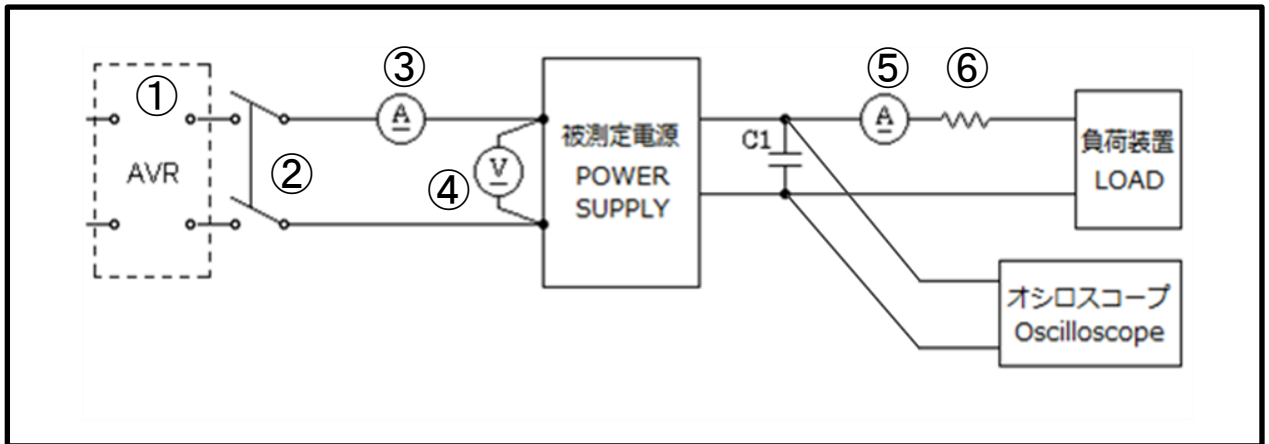 ①
AVR
②
③
A
④
V
被測定電源
POWER
SUPPLY
C1
⑤
A
⑥
負荷装置
LOAD
オシロスコープ
Oscilloscope